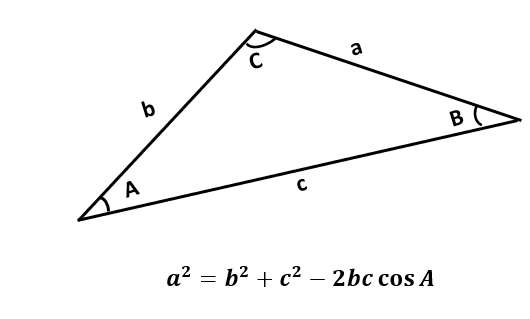 C
a
b
B
A
c
a² = b² + c² − 2bc cos A